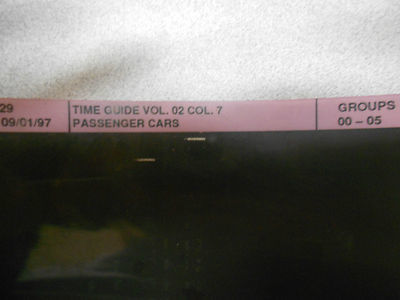 29
09/01/97
TIME GUIDE VOL. 02 COL. 7
PASSENGER CARS
GROUPS
00 – 05